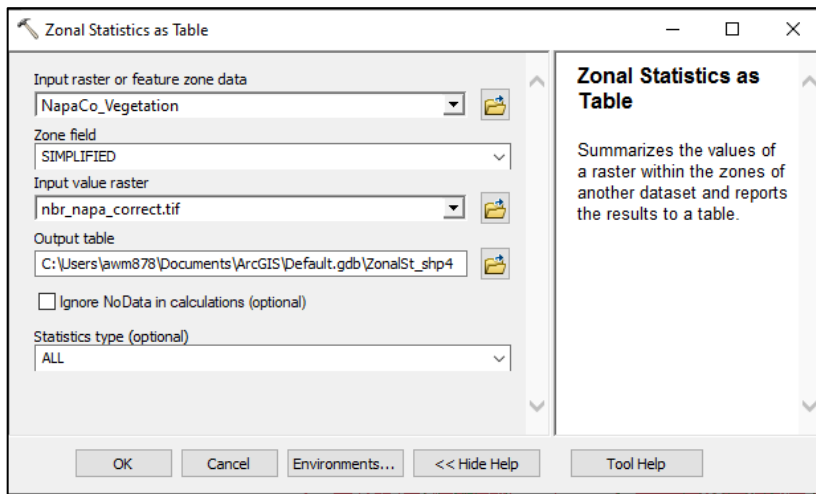 Zonal Statistics as Table
Input raster or feature zone data
NapaCo_Vegetation
Zone field
SIMPLIFIED
Input value raster
nbr_napa_correct.tif
Output table
C:\Users\awm878\Documents\ArcGIS\Default.gdb\ZonalSt_shp4
Ignore NoData in calculations (optional)
Statistics type (optional)
ALL
Zonal Statistics as
Table
Summarizes the values of
a raster within the zones of
another dataset and reports
the results to a table.
OK
Cancel
Environments...
<< Hide Help
Tool Help